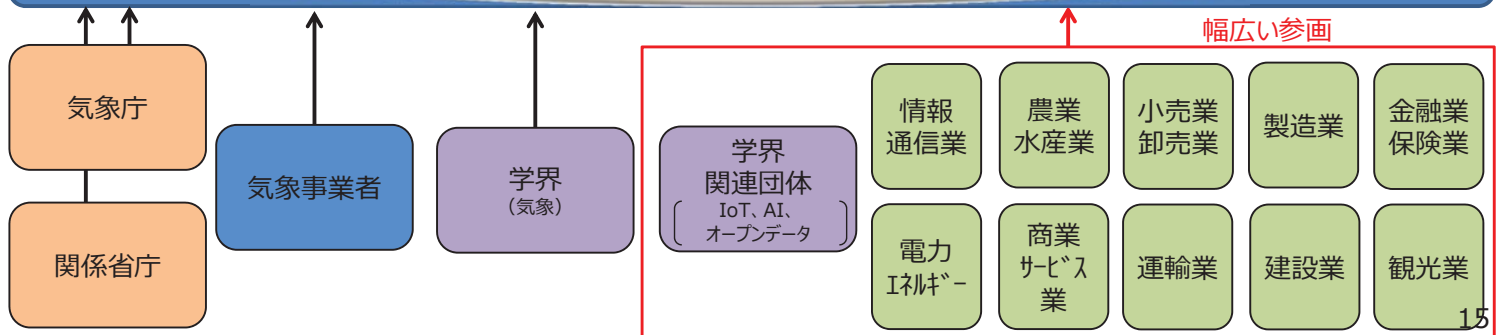 幅広い参画
気象庁
関係省庁
気象事業者
学界
(気象)
学界
関連団体
IoT、AI、
オープンデータ
情報
通信業
農業
水産業
小売業
卸売業
製造業
金融業
保険業
電力
ｴﾈﾙｷﾞｰ
商業
ｻｰﾋﾞｽ
業
運輸業
建設業
観光業
15